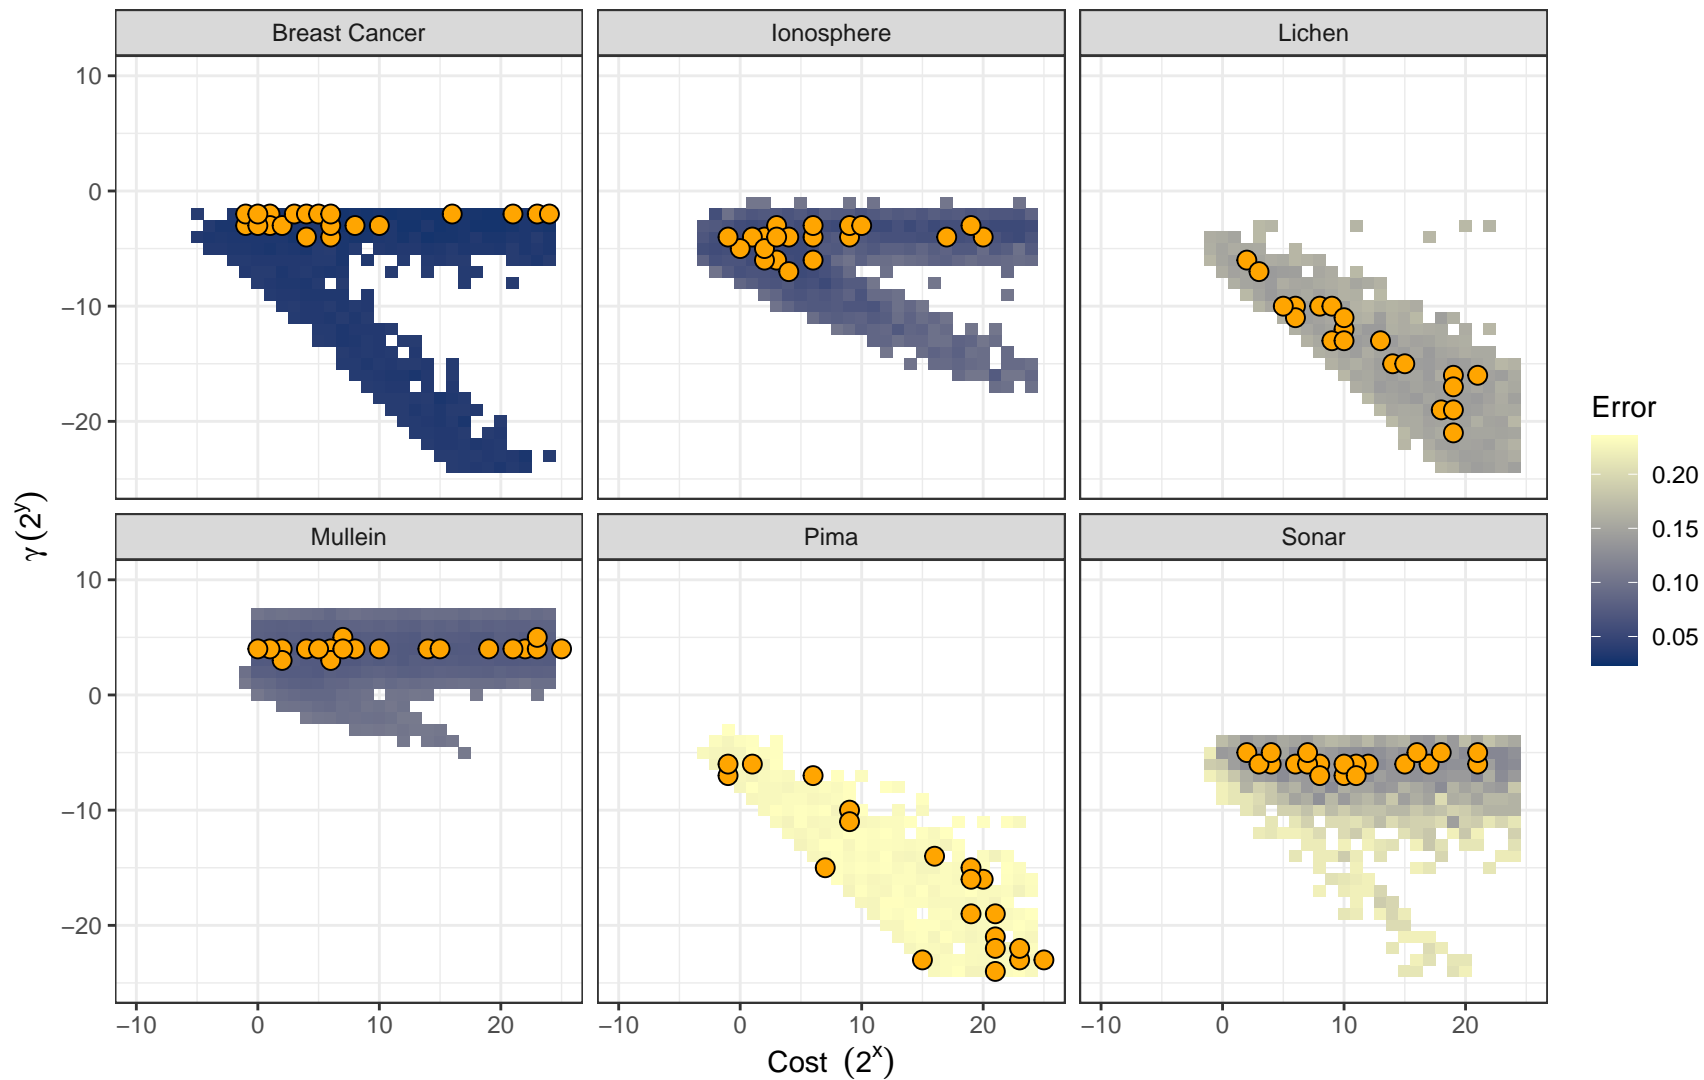 Breast Cancer Ionosphere Lichen
10
0
−10
−20
Error
0.20
0.15
0.10
0.05
γ (2^y)
Mullein Pima Sonar
10
0
−10
−20
−10 0 10 20 −10 0 10 20 −10 0 10 20
Cost (2^x)